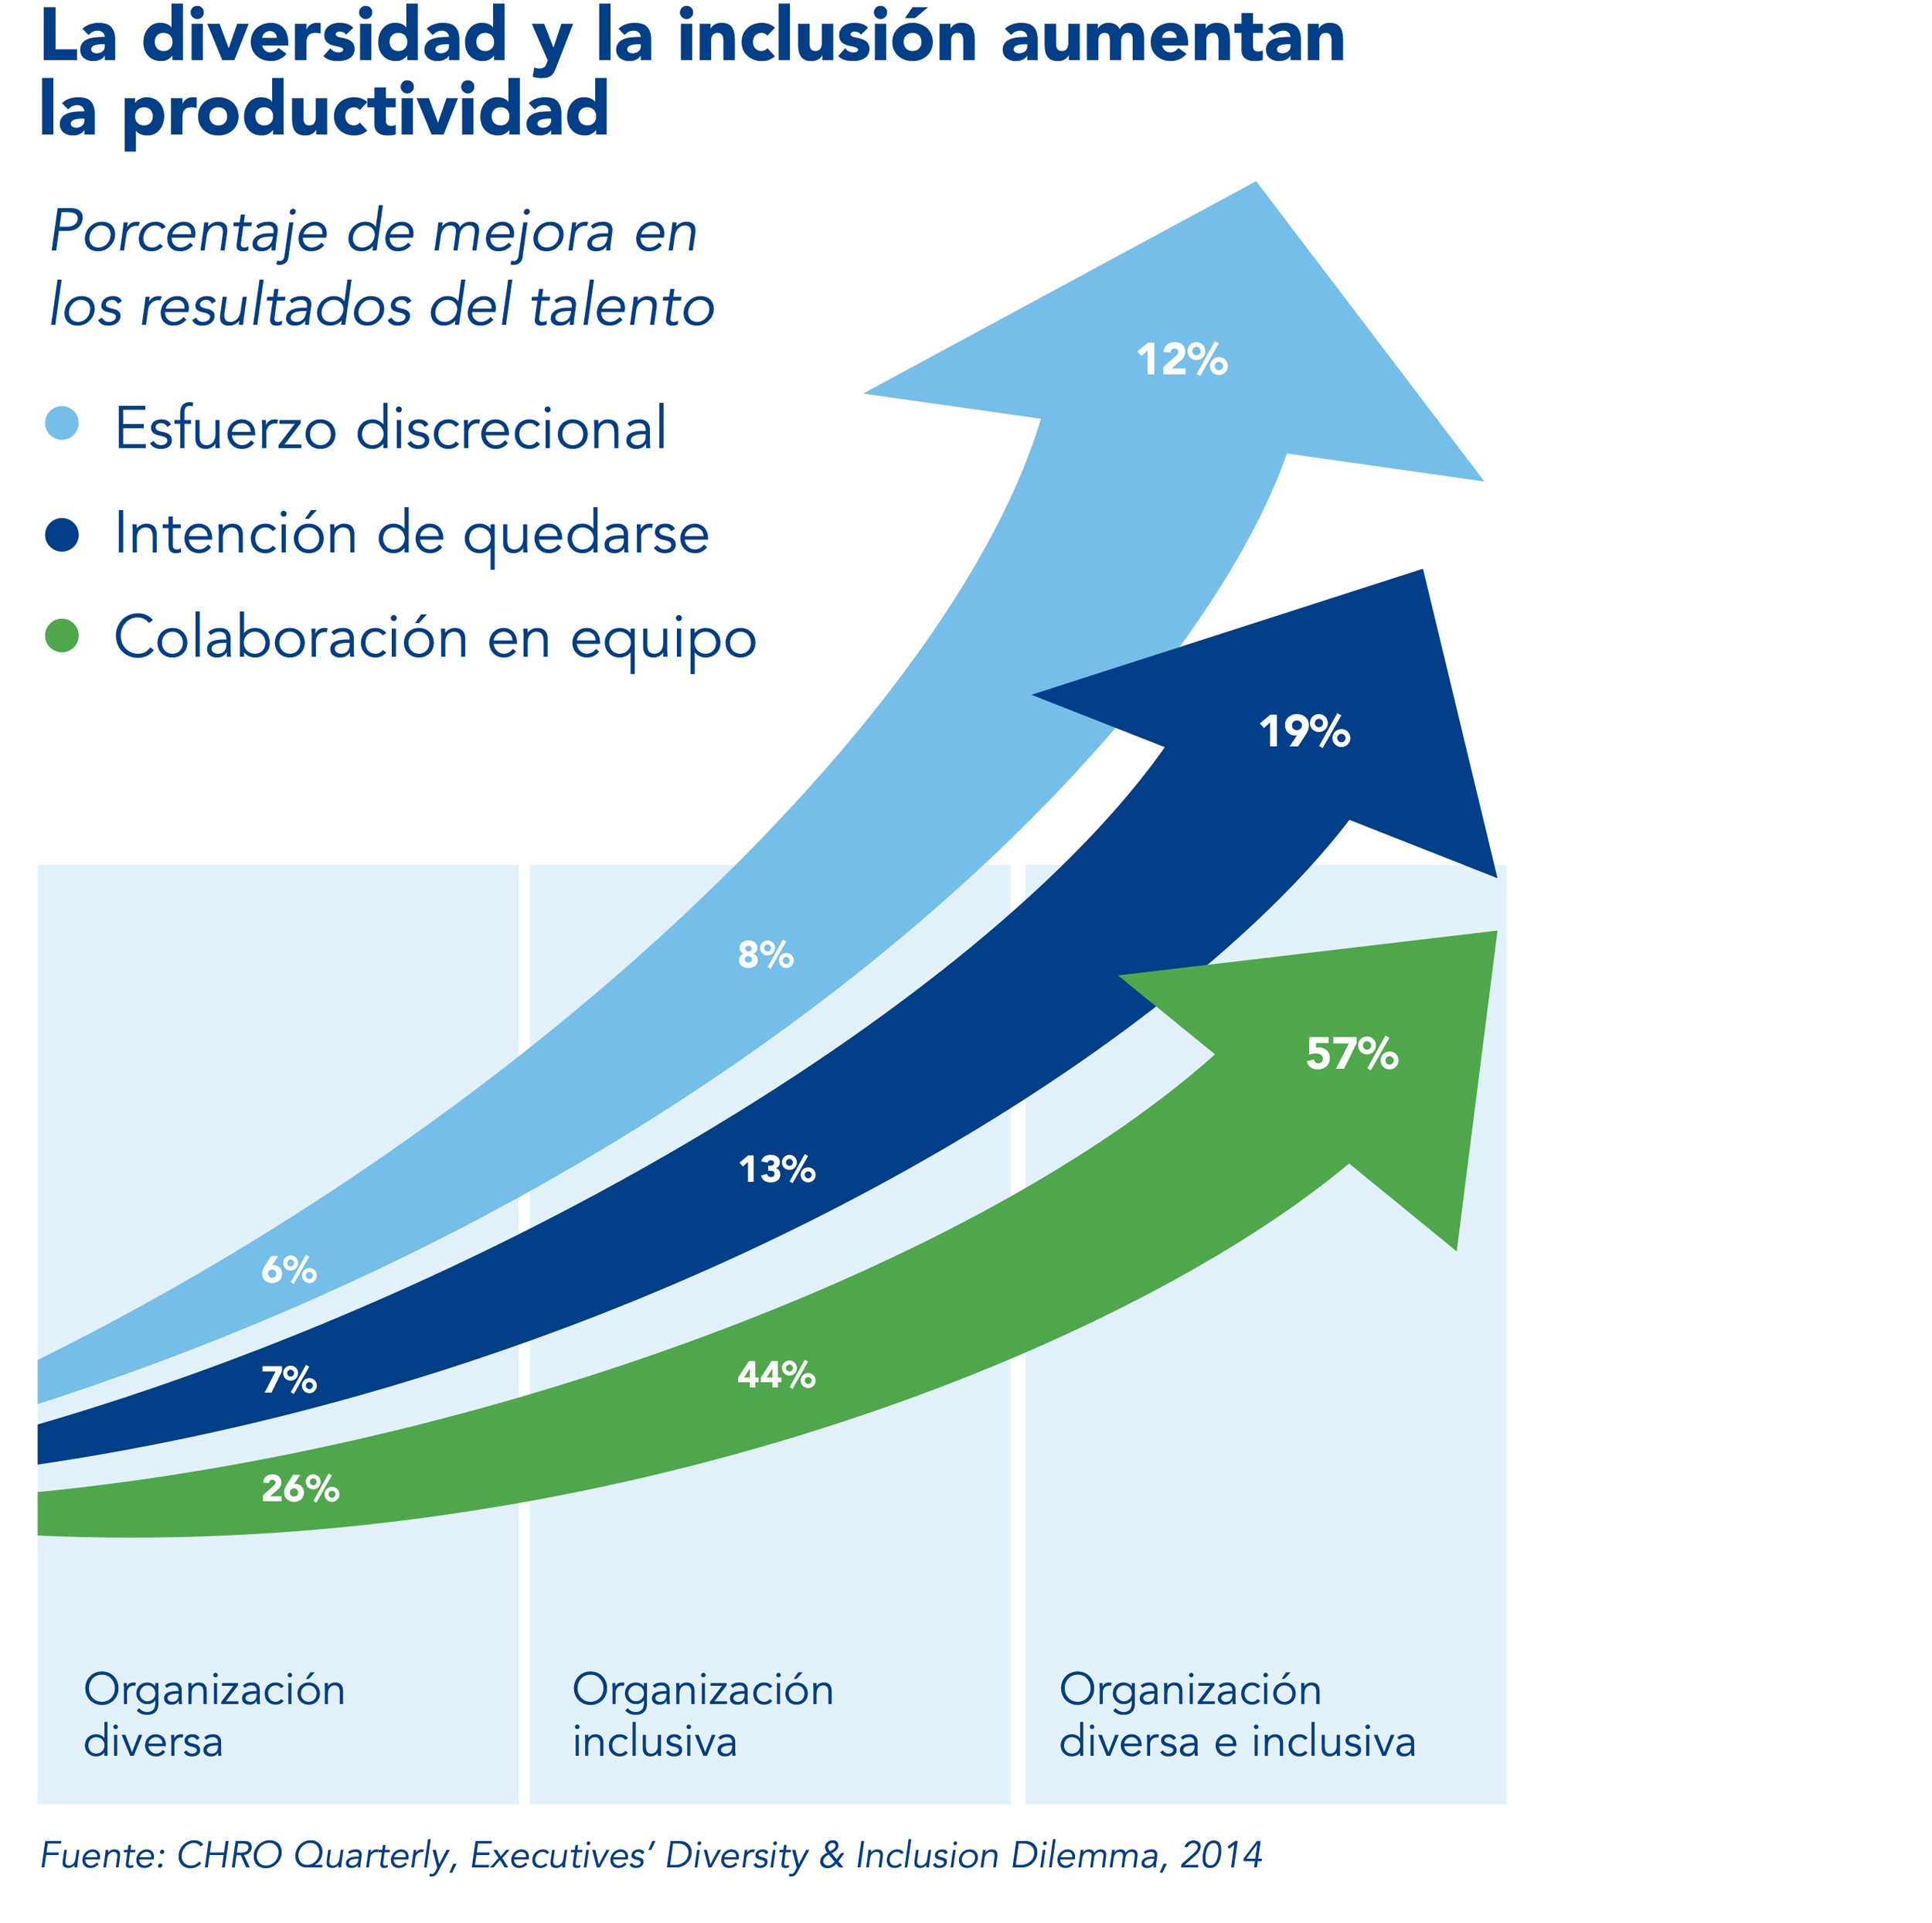 La diversidad y la inclusión aumentan
la productividad
Porcentaje de mejora en
los resultados del talento
Esfuerzo discrecional
Intención de quedarse
Colaboración en equipo
12%
19%
8%
57%
13%
6%
7%
44%
26%
Organización
diversa
Organización
inclusiva
Organización
diversa e inclusiva
Fuente: CHRO Quarterly, Executives’ Diversity & Inclusion Dilemma, 2014